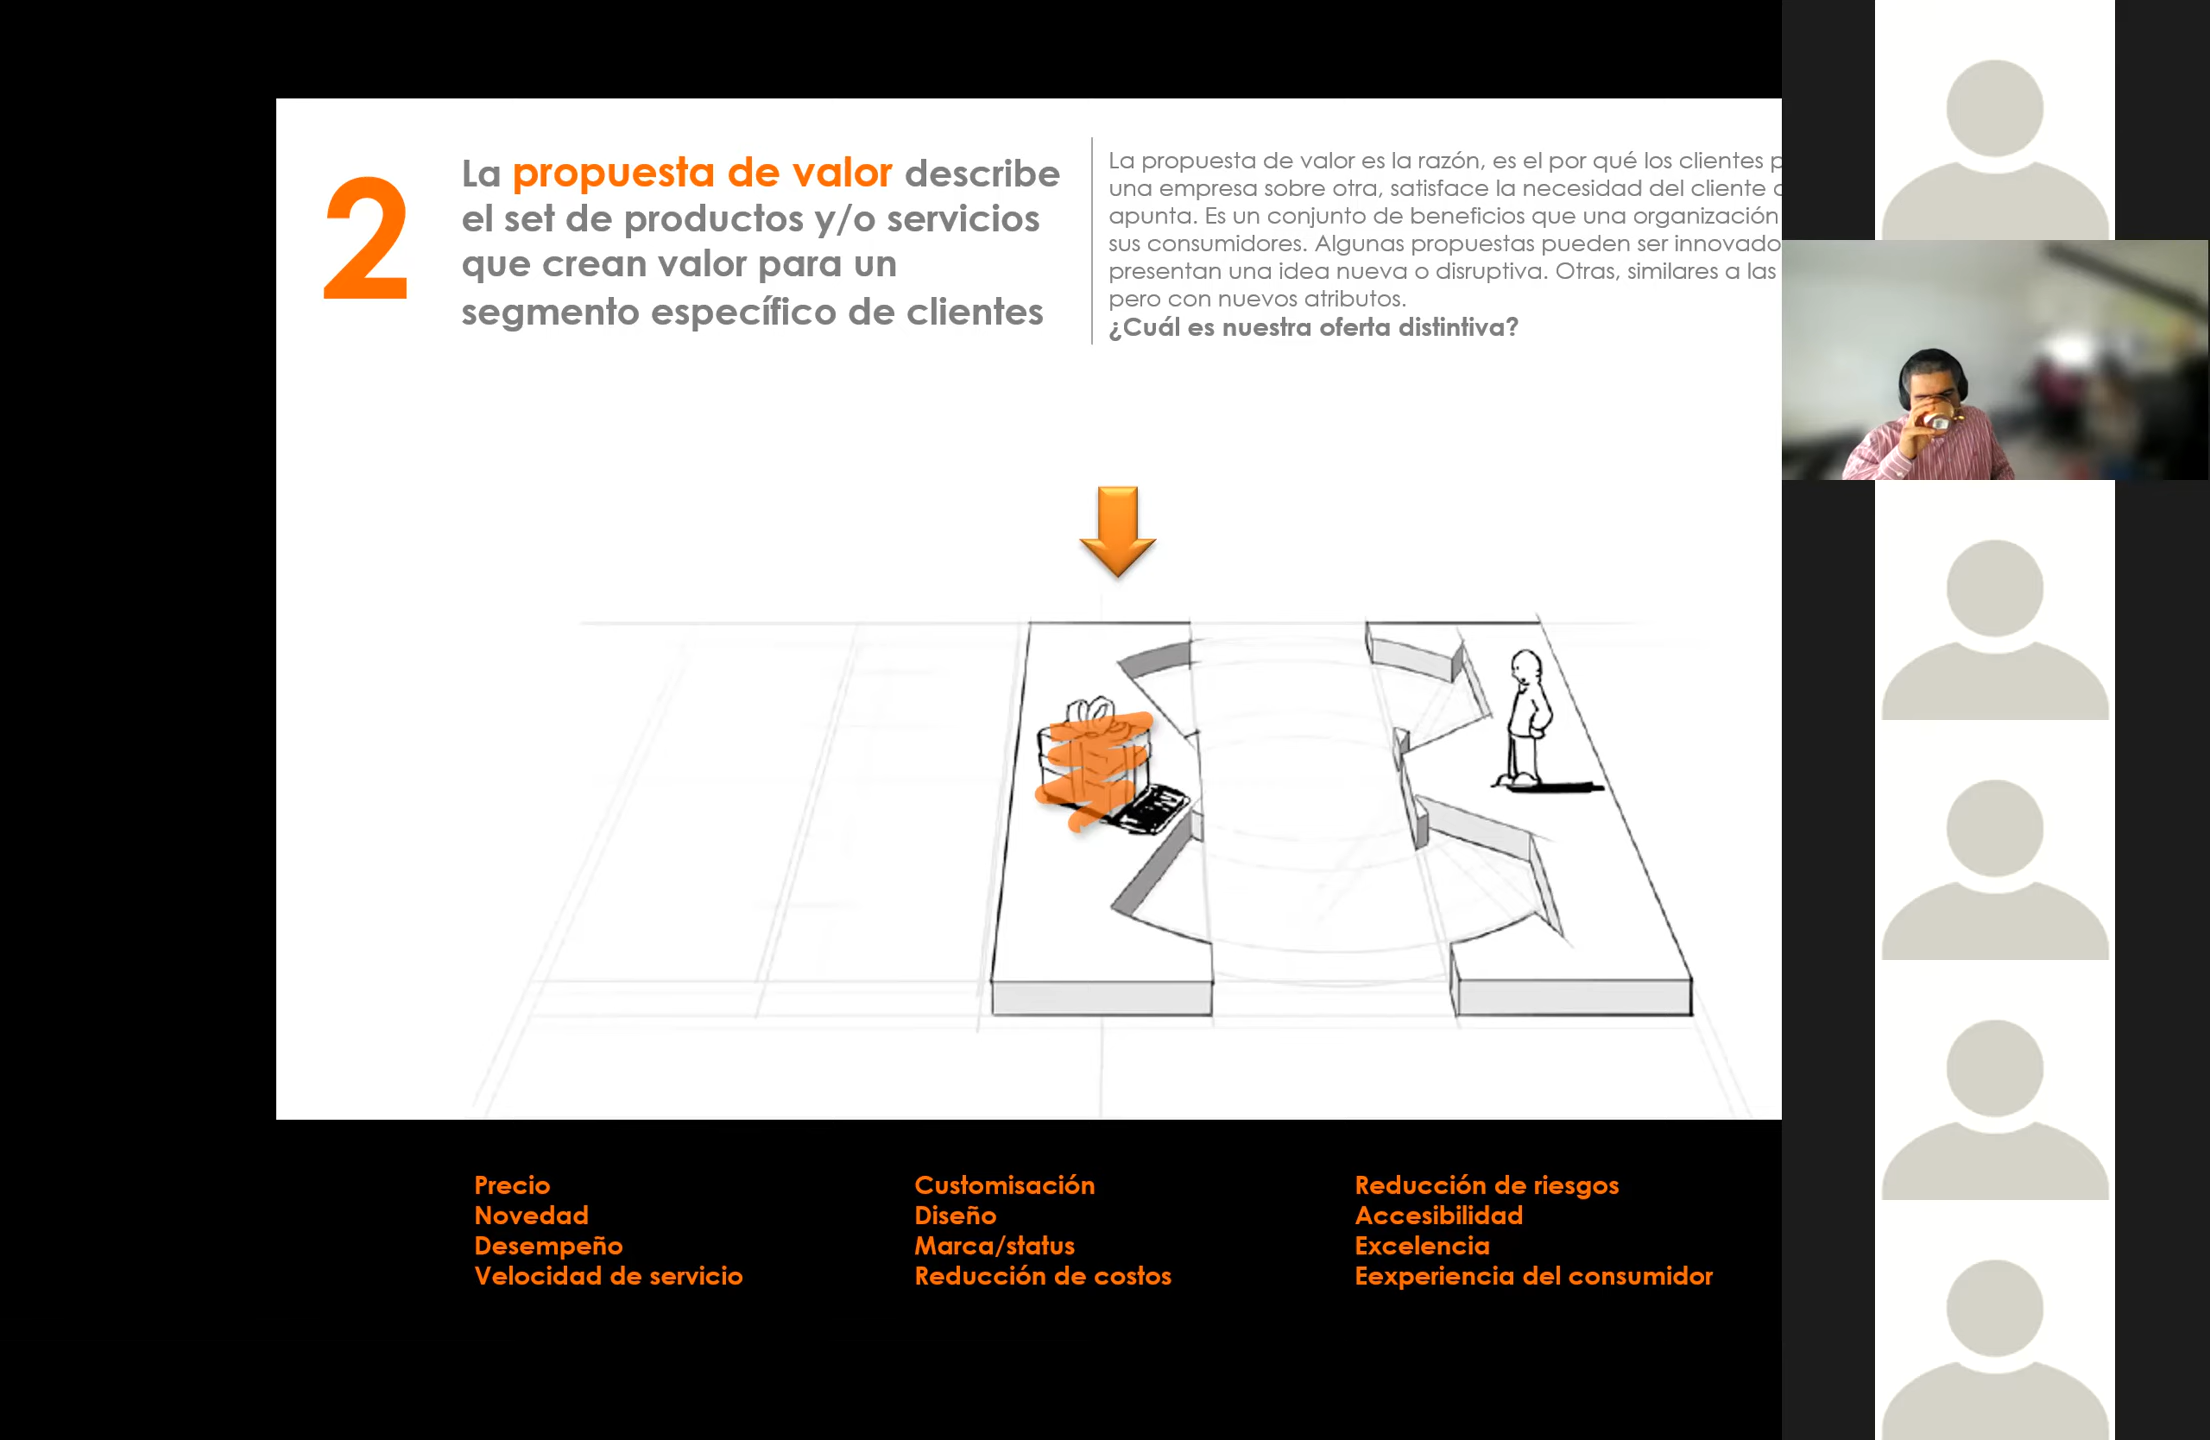 2
La propuesta de valor describe
el set de productos y/o servicios
que crean valor para un
segmento específico de clientes
La propuesta de valor es la razón, es el por qué los clientes
una empresa sobre otra, satisface la necesidad del cliente
apunta. Es un conjunto de beneficios que una organización
sus consumidores. Algunas propuestas pueden ser
presentan una idea nueva o disruptiva. Otras, similares a las
pero con nuevos atributos.
¿Cuál es nuestra oferta distintiva?
Precio
Novedad
Desempeño
Velocidad de servicio
Customisación
Diseño
Marca/status
Reducción de costos
Reducción de riesgos
Accesibilidad
Excelencia
Eexperiencia del consumidor